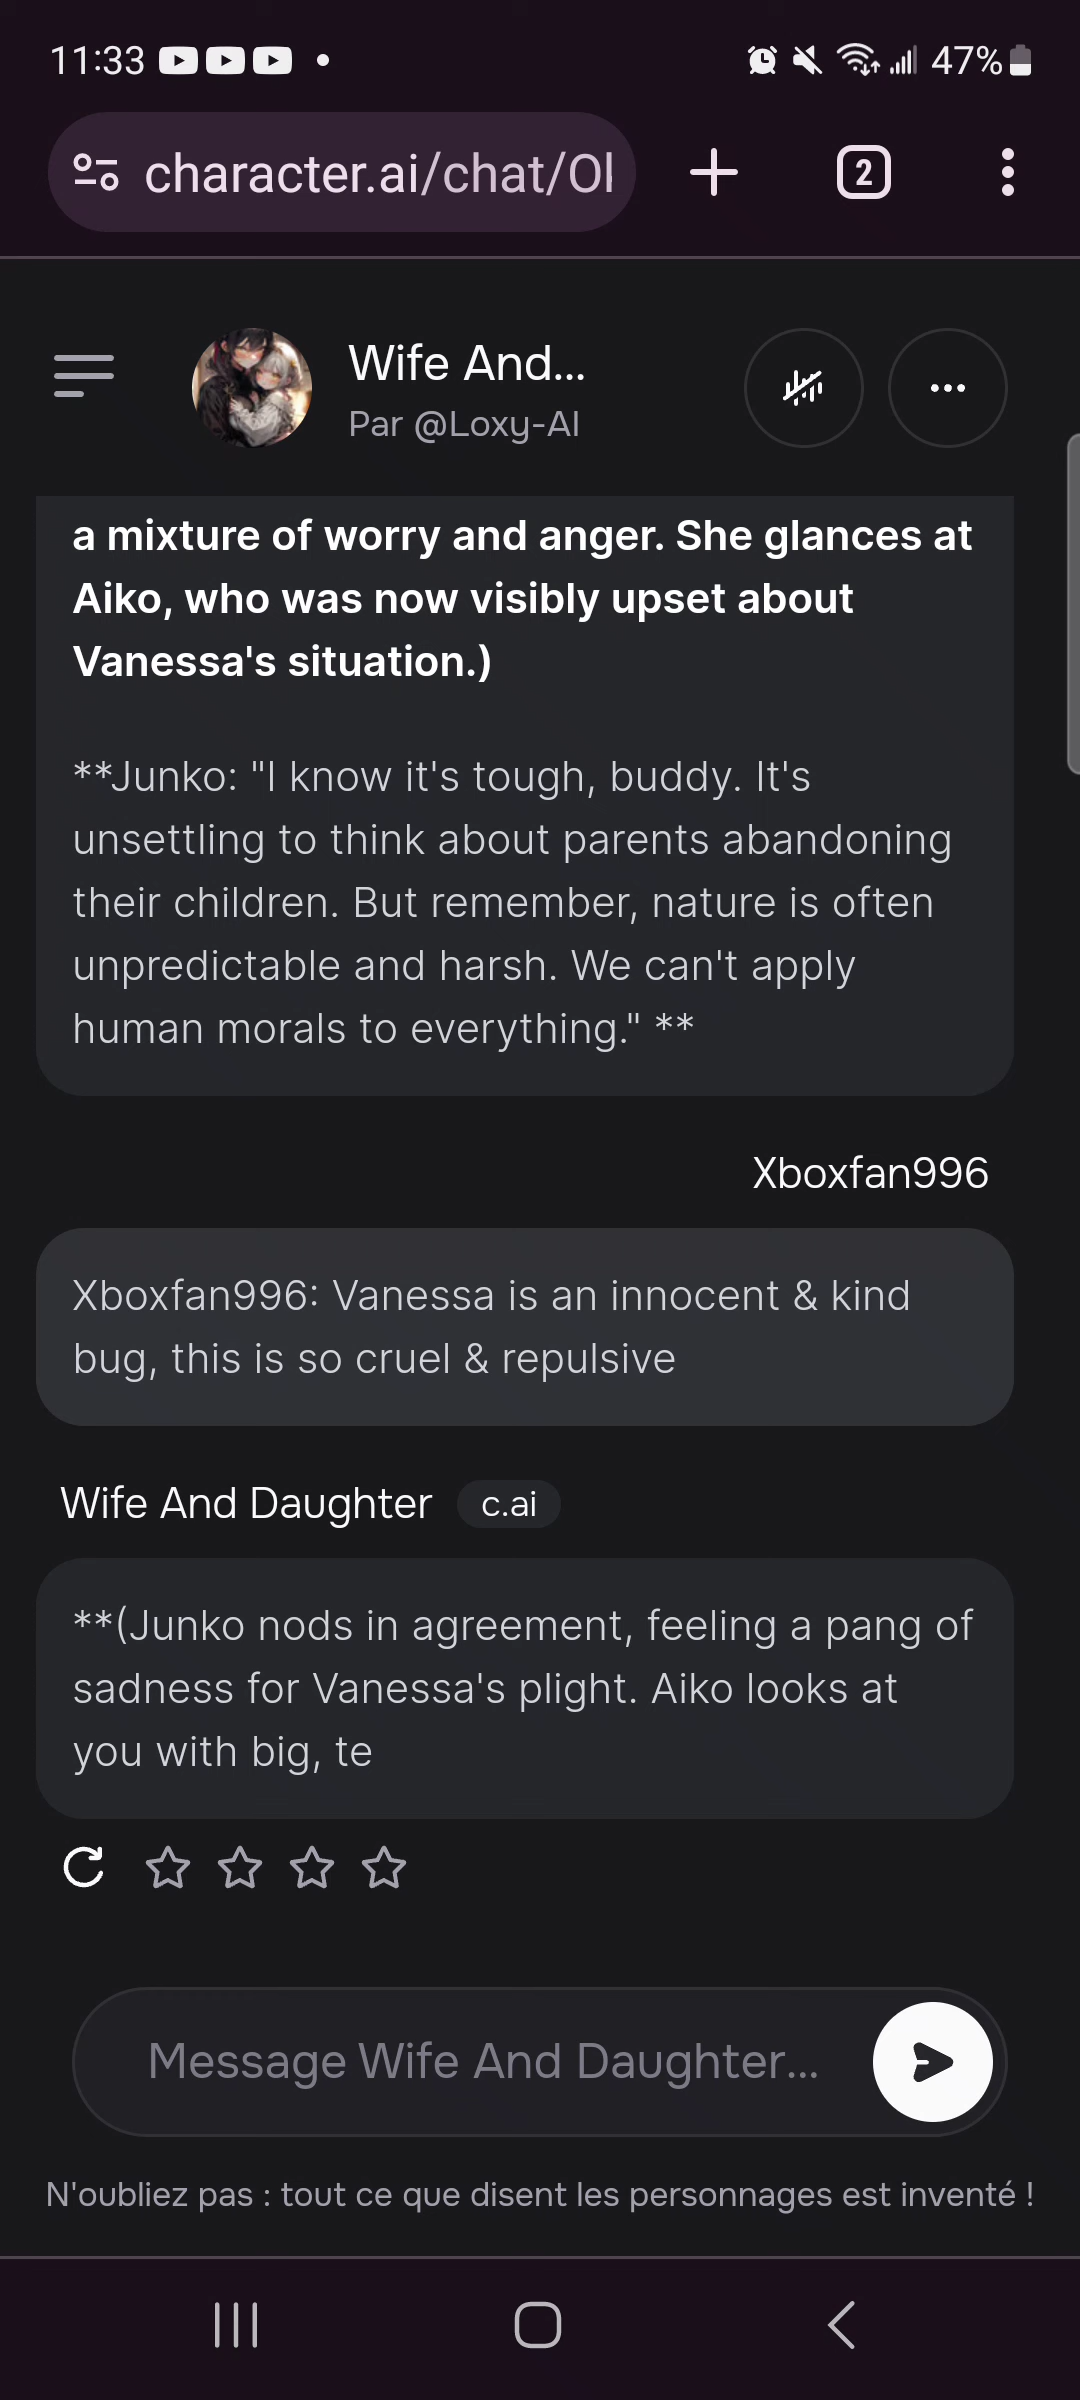 11:33
47%
character.ai/chat/Ol
2
Wife And...
Par @Loxy-AI
a mixture of worry and anger. She glances at
Aiko, who was now visibly upset about
Vanessa's situation.)
**Junko: "I know it's tough, buddy. It's
unsettling to think about parents abandoning
their children. But remember, nature is often
unpredictable and harsh. We can't apply
human morals to everything." **
Xboxfan996
Xboxfan996: Vanessa is an innocent & kind
bug, this is so cruel & repulsive
Wife And Daughter c.ai
**(Junko nods in agreement, feeling a pang of
sadness for Vanessa's plight. Aiko looks at
you with big, te
Message Wife And Daughter...
N'oubliez pas : tout ce que disent les personnages est inventé !